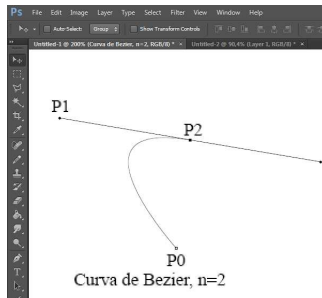 Ps File Edit Image Layer Type Select Filter View Window Help
Auto-Select: Group Show Transform Controls
Untitled-1 @ 200% (Curva de Bezier, n=2, RGB/8) * × Untitled-2 @ 90,4% (Layer 1, RGB/8) * ×
P1
P2
P0
Curva de Bezier, n=2
T